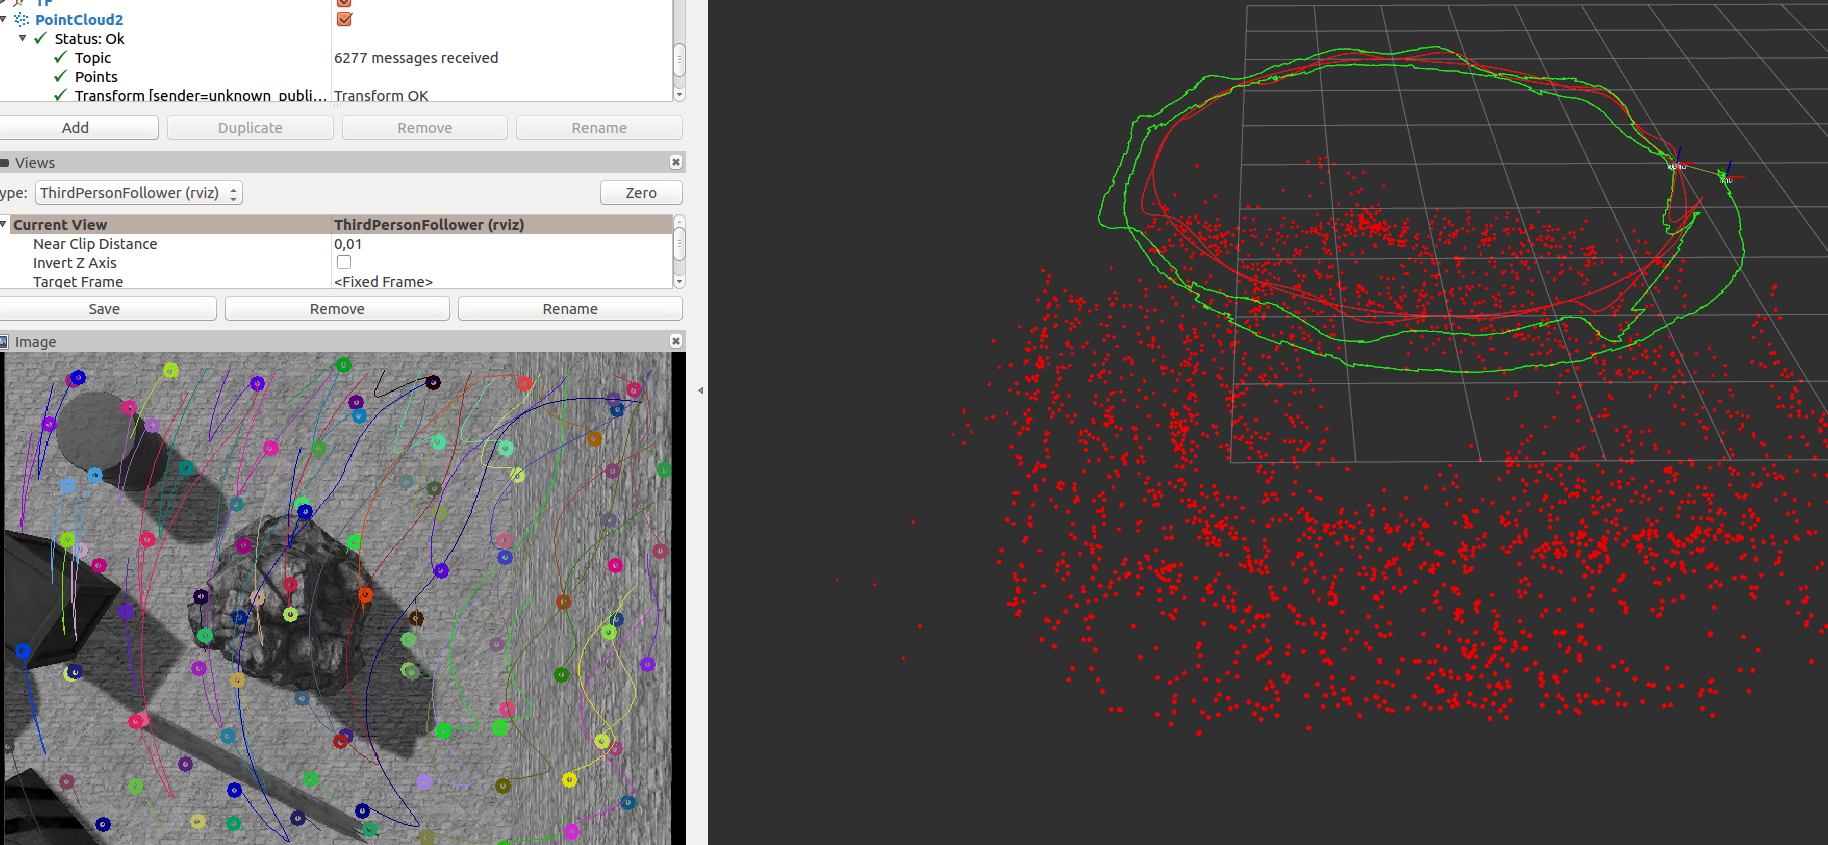 TF
PointCloud2
Status: Ok
Topic 6277 messages received
Points
Transform [sender=unknown_publi... Transform OK
Add Duplicate Remove Rename
Views
ype: ThirdPersonFollower (rviz) Zero
Current View ThirdPersonFollower (rviz)
Near Clip Distance 0,01
Invert Z Axis
Target Frame <Fixed Frame>
Save Remove Rename
Image
imu